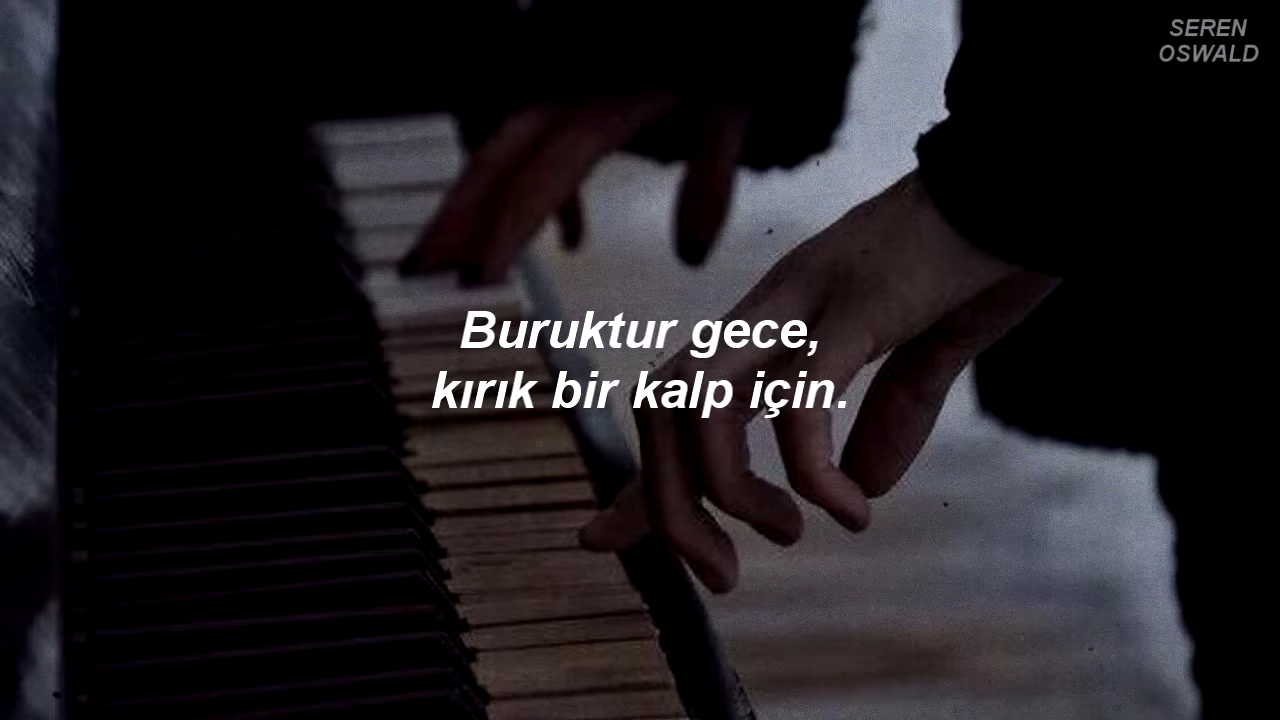 SEREN
OSWALD
Buruktur gece,
kırık bir kalp için.